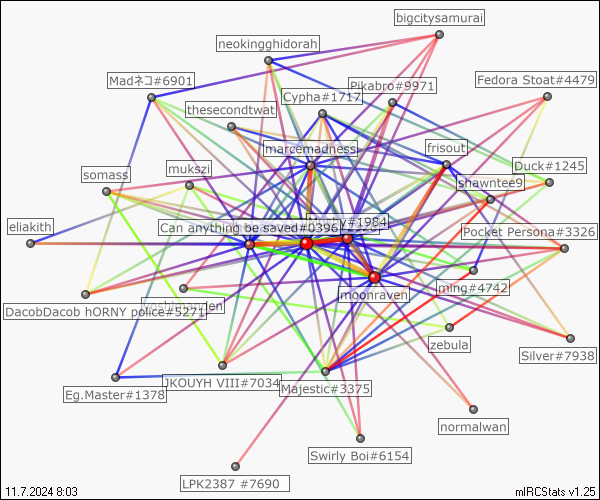 bigcitysamurai
neokingghidorah
Madネコ#6901
Pikabro#9971
Fedora Stoat#4479
Cypha#1717
thesecondtwat
marcemadness
frisout
Duck#1245
mukszi
somass
shawntee9
#1984
Can anything be saved#0396
eliakith
Pocket Persona#3326
moonraven
ming#4742
DacobDacob hORNY police#5271
zebula
Silver#7938
JKOUYH VIII#7034
Majestic#3375
Eg.Master#1378
normalwan
Swirly Boi#6154
LPK2387 #7690
11.7.2024 8:03
mIRCStats v1.25